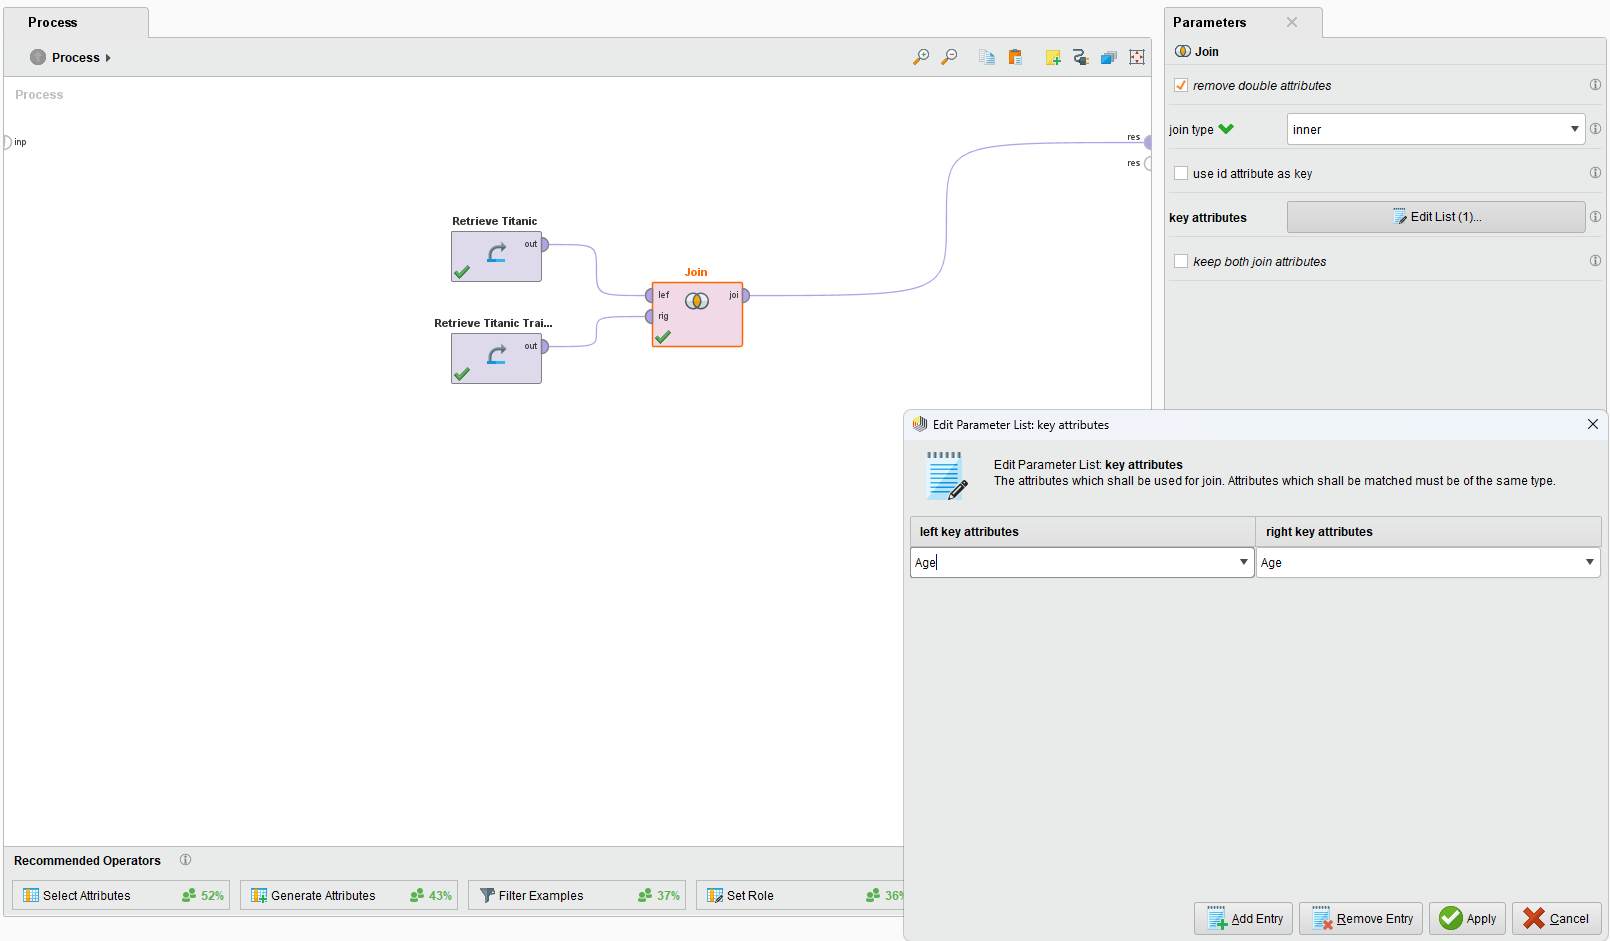 Process
Process
Process
inp
res
res
Retrieve Titanic
out
Join
lef
joi
rig
Retrieve Titanic Trai...
out
Recommended Operators
Select Attributes
52%
Generate Attributes
43%
Filter Examples
37%
Set Role
36%
Parameters
Join
remove double attributes
join type
inner
use id attribute as key
key attributes
Edit List (1)...
keep both join attributes
Edit Parameter List: key attributes
Edit Parameter List: key attributes
The attributes which shall be used for join. Attributes which shall be matched must be of the same type.
left key attributes
right key attributes
Age
Age
Add Entry
Remove Entry
Apply
Cancel